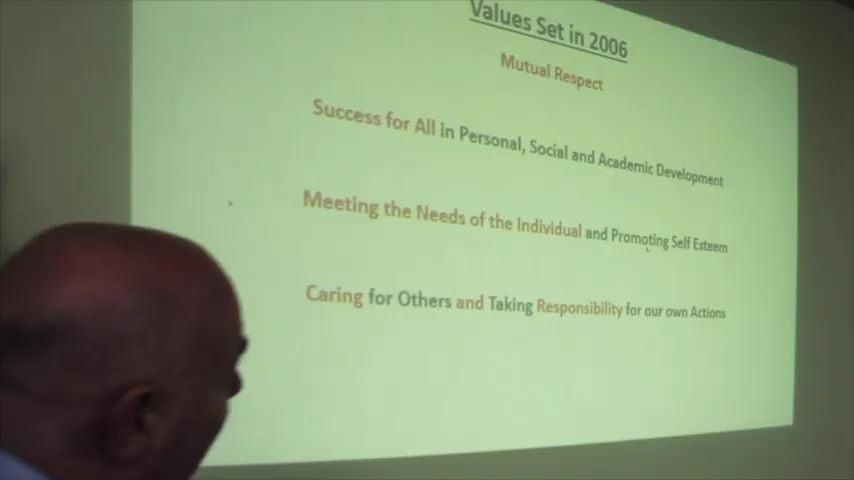 Values Set in 2006
Mutual Respect
Success for All in Personal, Social and Academic Development
Meeting the Needs of the Individual and Promoting Self Esteem
Caring for Others and Taking Responsibility for our own Actions